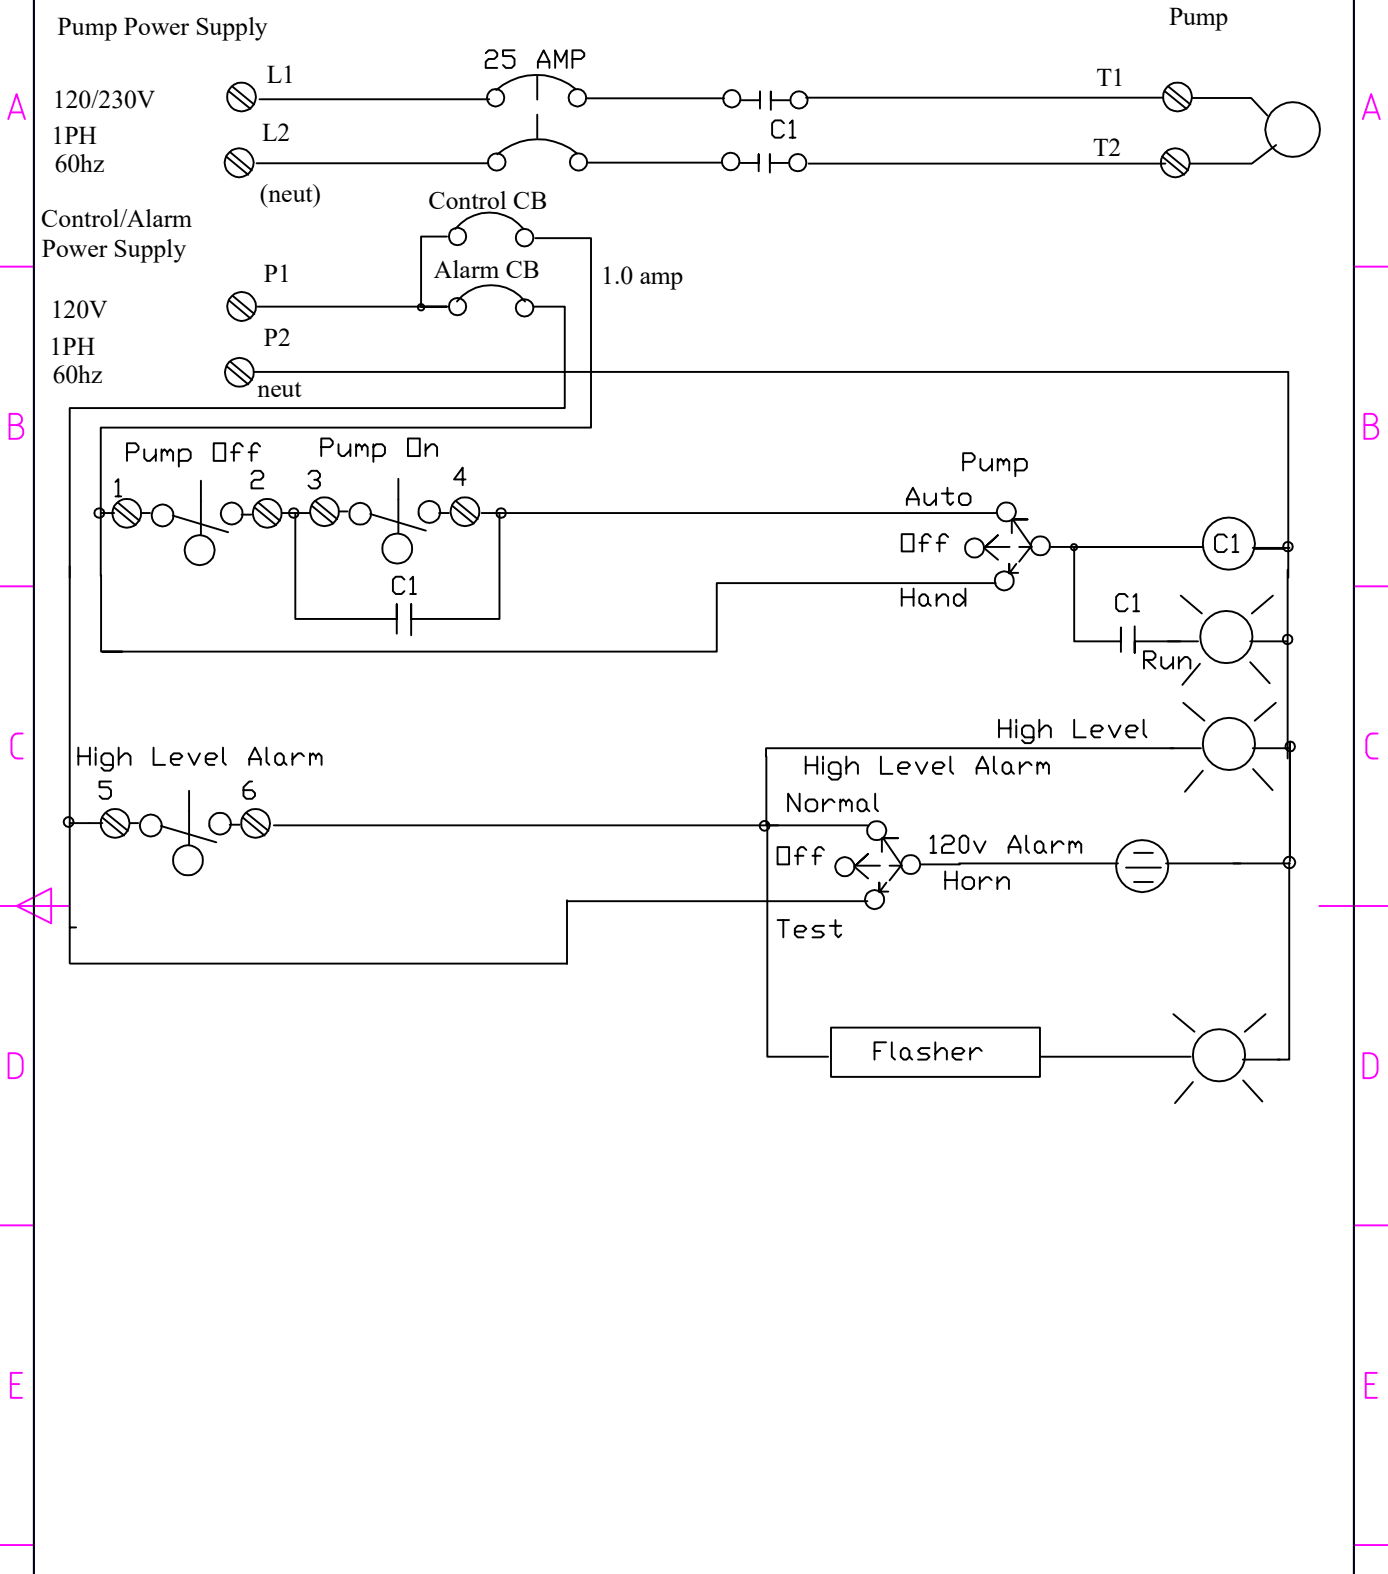 Pump Power Supply
Pump
25 AMP
L1
T1
A
120/230V
A
1PH
L2
C1
T2
60hz
(neut)
Control CB
Control/Alarm
Power Supply
P1
Alarm CB
1.0 amp
120V
P2
1PH
60hz
neut
B
B
Pump Off
Pump On
Pump
1
2
3
4
Auto
Off
C1
C1
Hand
C1
Run
C
C
High Level
High Level Alarm
High Level Alarm
5
6
Normal
Off
120v Alarm
Horn
Test
D
D
Flasher
E
E